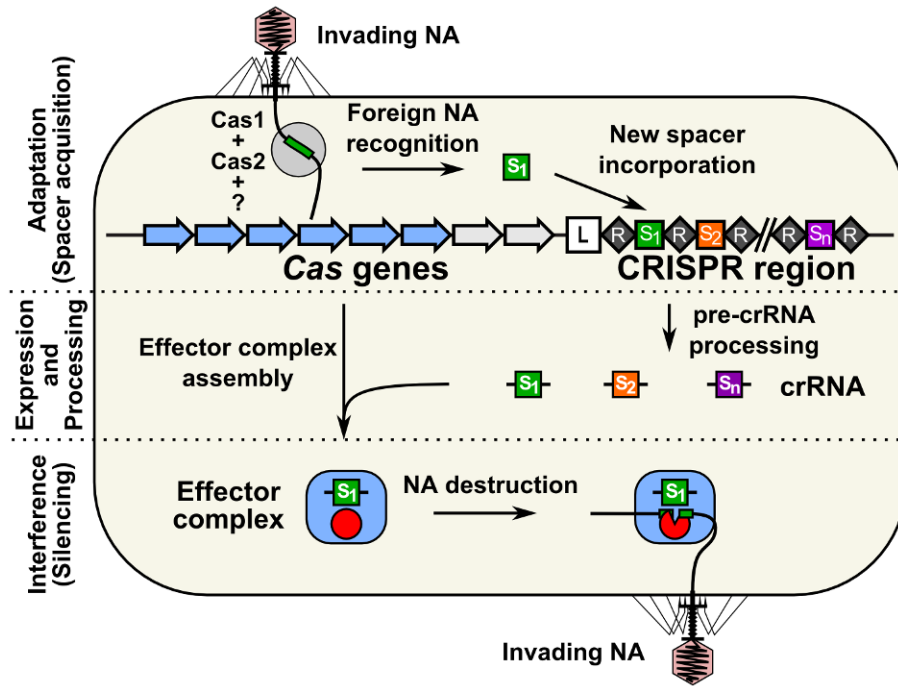 Invading NA
Adaptation
(Spacer acquisition)
Cas1
+
Cas2
+
?
Foreign NA
recognition
S1
New spacer
incorporation
L
R
S1
R
S2
R
R
Sn
R
Cas genes
CRISPR region
Expression
and
Processing
Effector complex
assembly
pre-crRNA
processing
S1
S2
Sn
crRNA
Interference
(Silencing)
Effector
complex
S1
NA destruction
S1
Invading NA